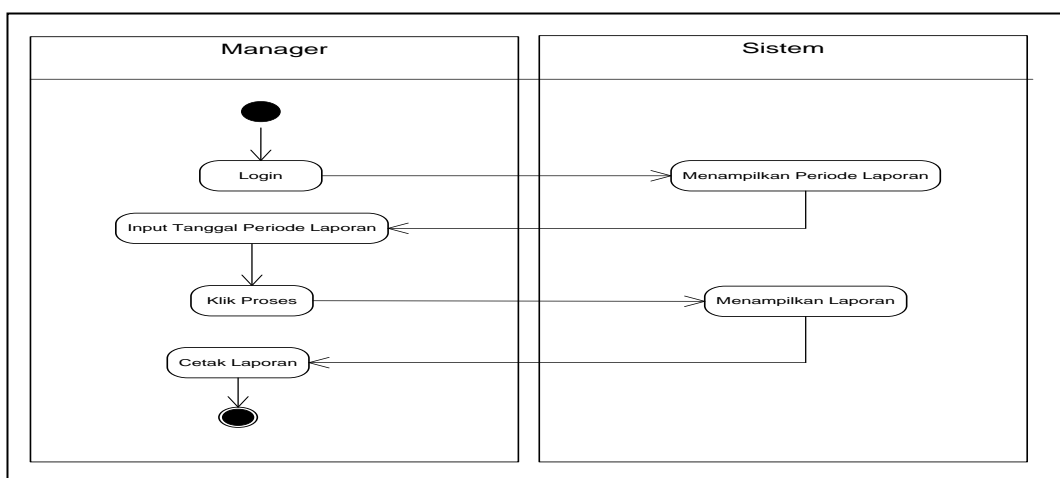 Manager
Sistem
Login
Menampilkan Periode Laporan
Input Tanggal Periode Laporan
Klik Proses
Menampilkan Laporan
Cetak Laporan